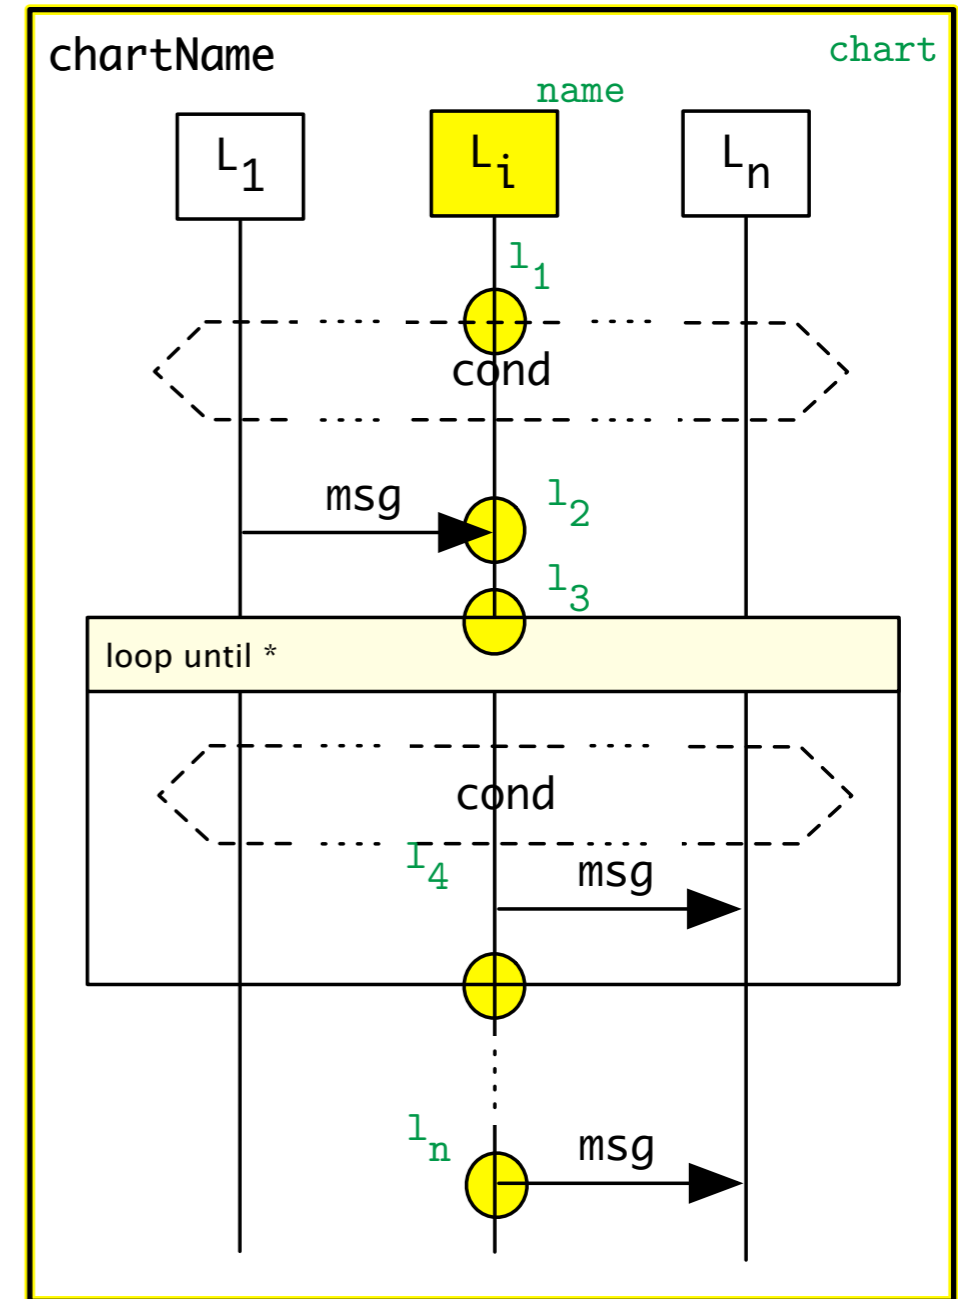 chartName chart
name
L1 Li Ln
l1
cond
msg l2
l3
loop until *
cond
l4 msg
ln msg